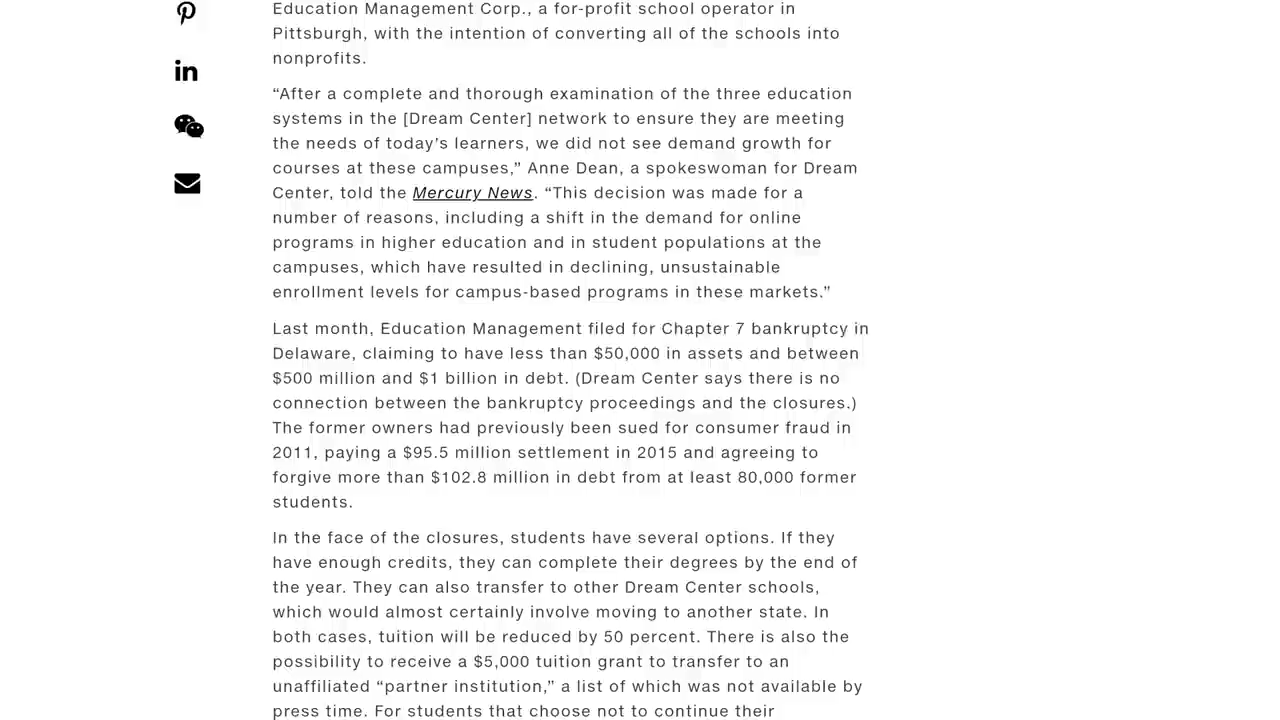 Education Management Corp., a for-profit school operator in
Pittsburgh, with the intention of converting all of the schools into
nonprofits.
“After a complete and thorough examination of the three education
systems in the [Dream Center] network to ensure they are meeting
the needs of today’s learners, we did not see demand growth for
courses at these campuses,” Anne Dean, a spokeswoman for Dream
Center, told the Mercury News. “This decision was made for a
number of reasons, including a shift in the demand for online
programs in higher education and in student populations at the
campuses, which have resulted in declining, unsustainable
enrollment levels for campus-based programs in these markets.”
Last month, Education Management filed for Chapter 7 bankruptcy in
Delaware, claiming to have less than $50,000 in assets and between
$500 million and $1 billion in debt. (Dream Center says there is no
connection between the bankruptcy proceedings and the closures.)
The former owners had previously been sued for consumer fraud in
2011, paying a $95.5 million settlement in 2015 and agreeing to
forgive more than $102.8 million in debt from at least 80,000 former
students.
In the face of the closures, students have several options. If they
have enough credits, they can complete their degrees by the end of
the year. They can also transfer to other Dream Center schools,
which would almost certainly involve moving to another state. In
both cases, tuition will be reduced by 50 percent. There is also the
possibility to receive a $5,000 tuition grant to transfer to an
unaffiliated “partner institution,” a list of which was not available by
press time. For students that choose not to continue their